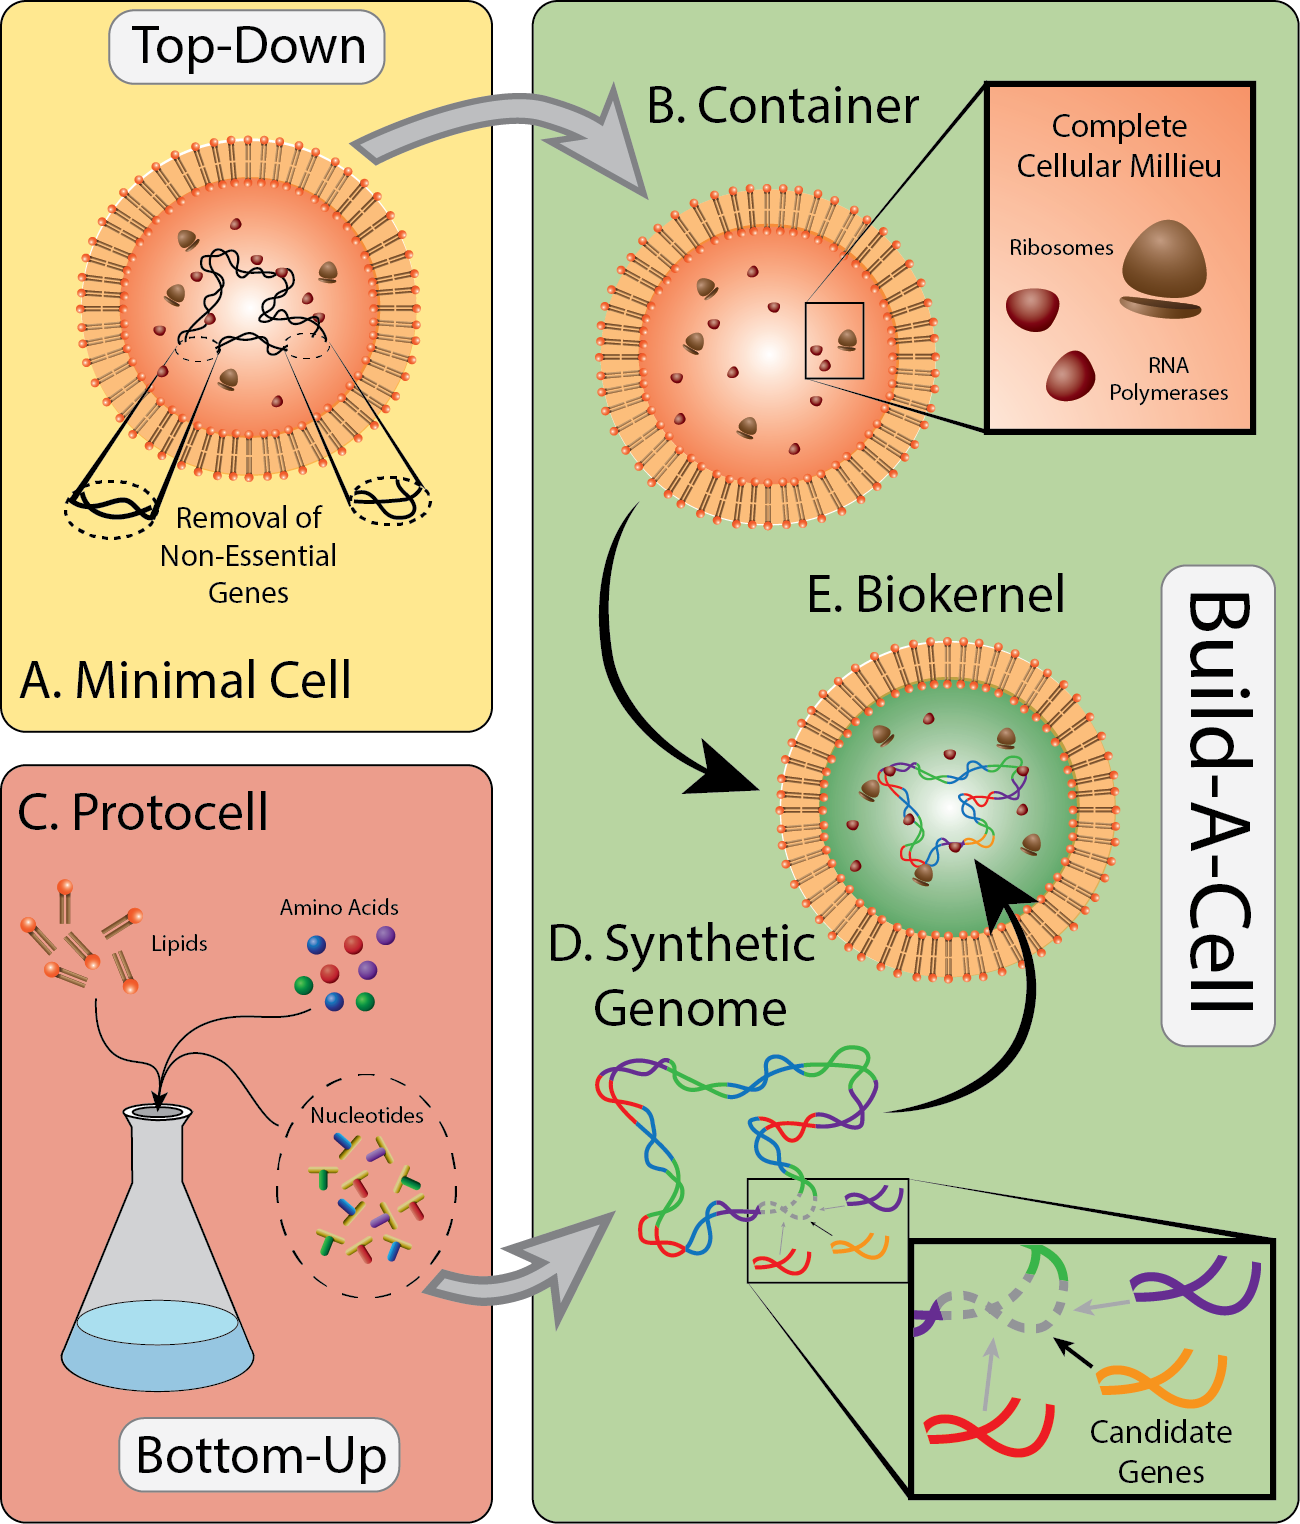 Top-Down
Removal of
Non-Essential
Genes
A. Minimal Cell
B. Container
Complete
Cellular Millieu
Ribosomes
RNA
Polymerases
C. Protocell
Lipids
Amino Acids
Nucleotides
Bottom-Up
D. Synthetic
Genome
Candidate
Genes
E. Biokernel
Build-A-Cell